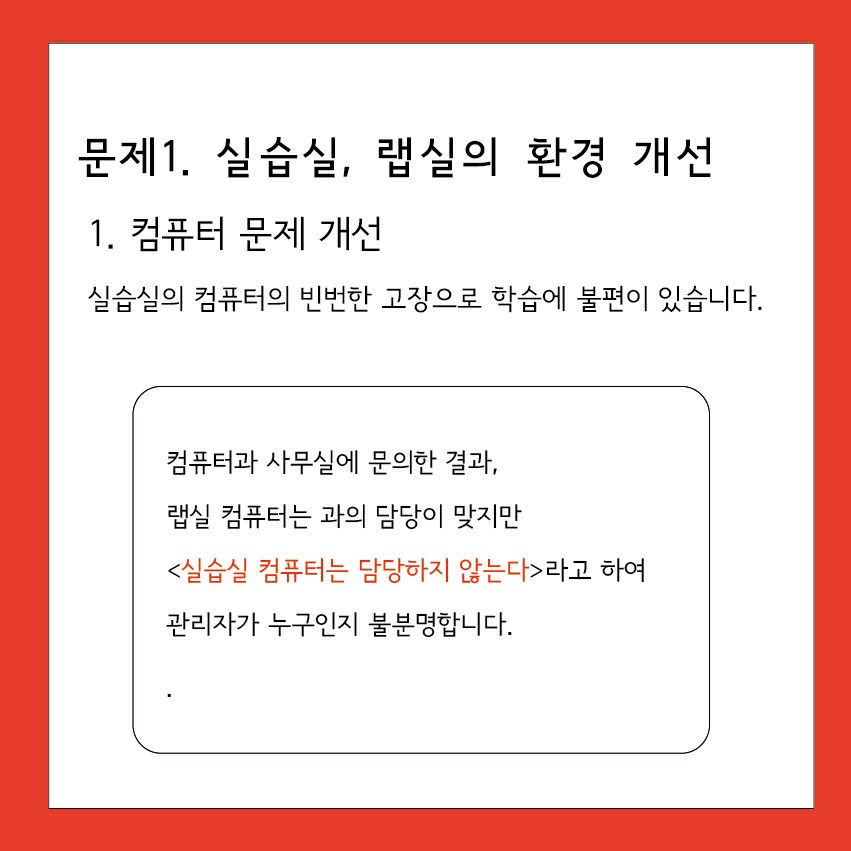 문제1. 실습실, 랩실의 환경 개선
1. 컴퓨터 문제 개선
실습실의 컴퓨터의 빈번한 고장으로 학습에 불편이 있습니다.
컴퓨터과 사무실에 문의한 결과,
랩실 컴퓨터는 과의 담당이 맞지만
<실습실 컴퓨터는 담당하지 않는다>라고 하여
관리자가 누구인지 불분명합니다.
.